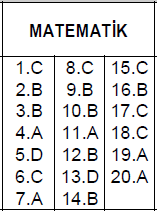 MATEMATİK
1.C 8.C 15.C
2.B 9.B 16.B
3.B 10.B 17.C
4.A 11.A 18.C
5.D 12.B 19.A
6.C 13.D 20.A
7.A 14.B